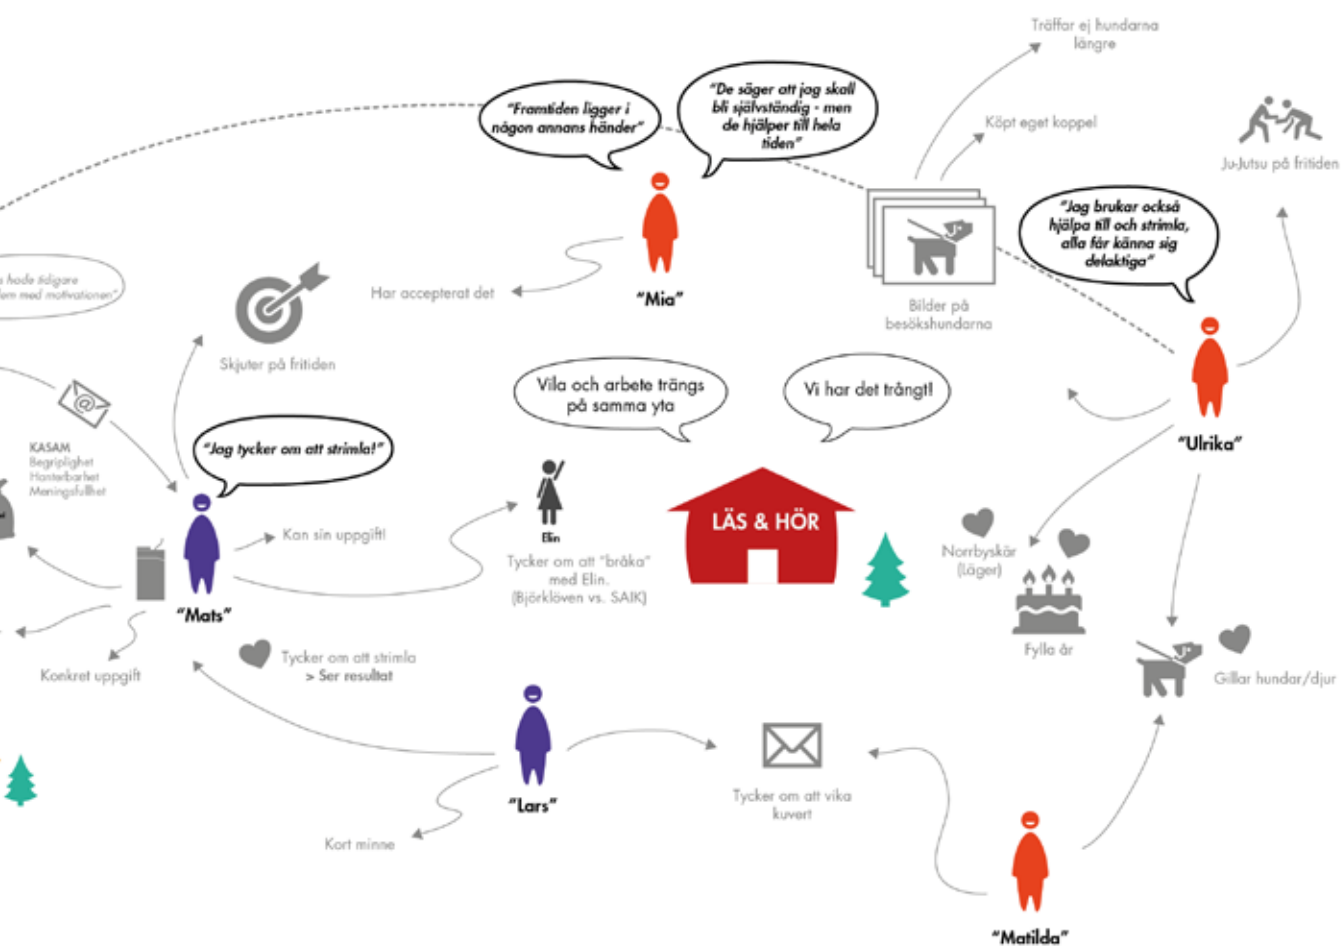 Träffar ej hundarna
längre
"Framtiden ligger i
någon annans händer"
"De säger att jag skall
bli självständig - men
de hjälper till hela
tiden"
Köpt eget koppel
Ju-Jutsu på fritiden
"Jag brukar också
hjälpa till och strimla,
alla får känna sig
delaktiga"
hade tidigare
med motivationen"
Har accepterat det
"Mia"
Bilder på
besökshundarna
Skjuter på fritiden
Vila och arbete trängs
på samma yta
Vi har det trångt!
"Ulrika"
"Jag tycker om att strimla!"
KASAM
Begriplighet
Hanterbarhet
Meningsfullhet
LÄS & HÖR
Kan sin uppgift!
Elin
Tycker om att "bråka"
med Elin.
(Björklöven vs. SAIK)
Norrbyskär
(Läger)
"Mats"
Fylla år
Konkret uppgift
Tycker om att strimla
> Ser resultat
Gillar hundar/djur
"Lars"
Tycker om att vika
kuvert
Kort minne
"Matilda"